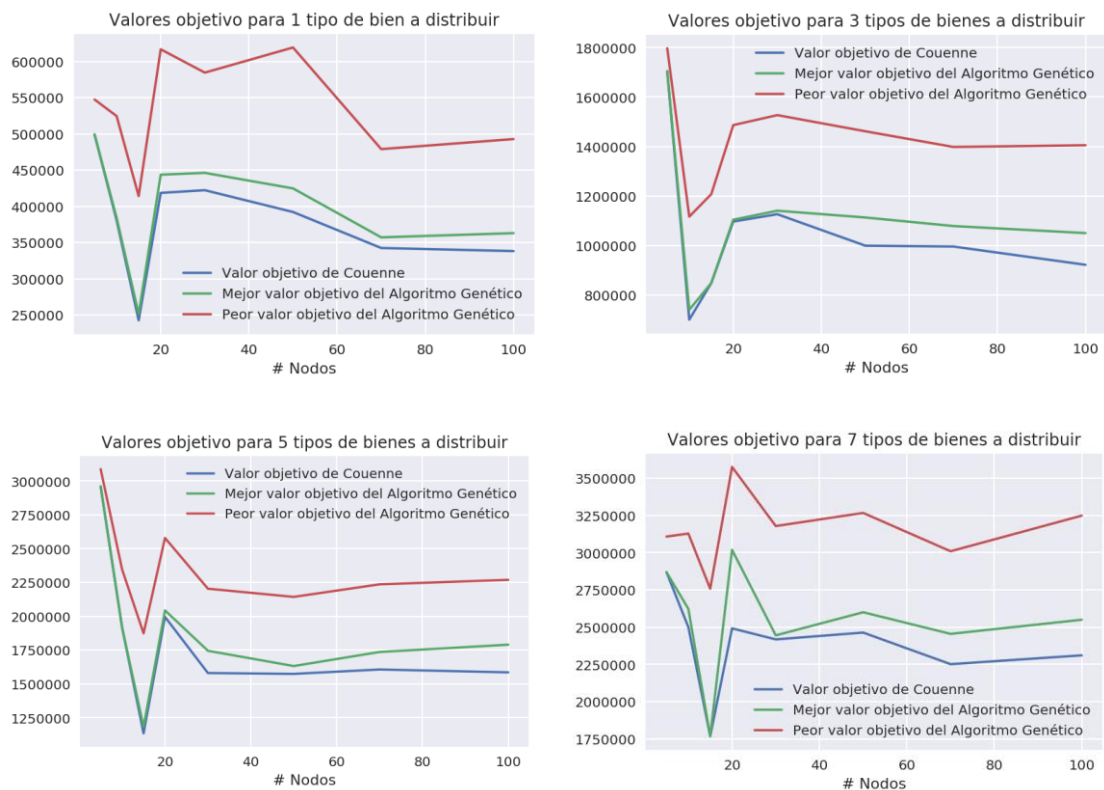 Valores objetivo para 1 tipo de bien a distribuir
600000
550000
500000
450000
400000
350000
300000
250000
Valor objetivo de Couenne
Mejor valor objetivo del Algoritmo Genético
Peor valor objetivo del Algoritmo Genético
20 40 60 80 100
# Nodos
Valores objetivo para 3 tipos de bienes a distribuir
1800000
1600000
1400000
1200000
1000000
800000
Valor objetivo de Couenne
Mejor valor objetivo del Algoritmo Genético
Peor valor objetivo del Algoritmo Genético
20 40 60 80 100
# Nodos
Valores objetivo para 5 tipos de bienes a distribuir
3000000
2750000
2500000
2250000
2000000
1750000
1500000
1250000
Valor objetivo de Couenne
Mejor valor objetivo del Algoritmo Genético
Peor valor objetivo del Algoritmo Genético
20 40 60 80 100
# Nodos
Valores objetivo para 7 tipos de bienes a distribuir
3500000
3250000
3000000
2750000
2500000
2250000
2000000
1750000
Valor objetivo de Couenne
Mejor valor objetivo del Algoritmo Genético
Peor valor objetivo del Algoritmo Genético
20 40 60 80 100
# Nodos